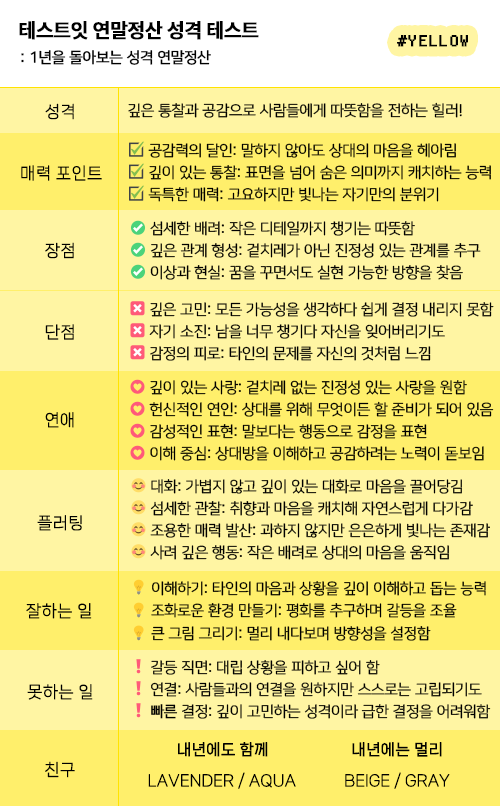 테스트잇 연말정산 성격 테스트
: 1년을 돌아보는 성격 연말정산
#YELLOW
성격
깊은 통찰과 공감으로 사람들에게 따뜻함을 전하는 힐러!
매력 포인트
공감력의 달인: 말하지 않아도 상대의 마음을 헤아림
깊이 있는 통찰: 표면을 넘어 숨은 의미까지 캐치하는 능력
독특한 매력: 고요하지만 빛나는 자기만의 분위기
장점
섬세한 배려: 작은 디테일까지 챙기는 따뜻함
깊은 관계 형성: 겉치레가 아닌 진정성 있는 관계를 추구
이상과 현실: 꿈을 꾸면서도 실현 가능한 방향을 찾음
단점
깊은 고민: 모든 가능성을 생각하다 쉽게 결정 내리지 못함
자기 소진: 남을 너무 챙기다 자신을 잊어버리기도
감정의 피로: 타인의 문제를 자신의 것처럼 느낌
연애
깊이 있는 사랑: 겉치레 없는 진정성 있는 사랑을 원함
헌신적인 연인: 상대를 위해 무엇이든 할 준비가 되어 있음
감성적인 표현: 말보다는 행동으로 감정을 표현
이해 중심: 상대방을 이해하고 공감하려는 노력이 돋보임
플러팅
대화: 가볍지 않고 깊이 있는 대화로 마음을 끌어당김
섬세한 관찰: 취향과 마음을 캐치해 자연스럽게 다가감
조용한 매력 발산: 과하지 않지만 은은하게 빛나는 존재감
사려 깊은 행동: 작은 배려로 상대의 마음을 움직임
잘하는 일
이해하기: 타인의 마음과 상황을 깊이 이해하고 돕는 능력
조화로운 환경 만들기: 평화를 추구하며 갈등을 조율
큰 그림 그리기: 멀리 내다보며 방향성을 설정함
못하는 일
갈등 직면: 대립 상황을 피하고 싶어 함
연결: 사람들과의 연결을 원하지만 스스로는 고립되기도
빠른 결정: 깊이 고민하는 성격이라 급한 결정을 어려워함
친구
내년에도 함께
LAVENDER / AQUA
내년에는 멀리
BEIGE / GRAY